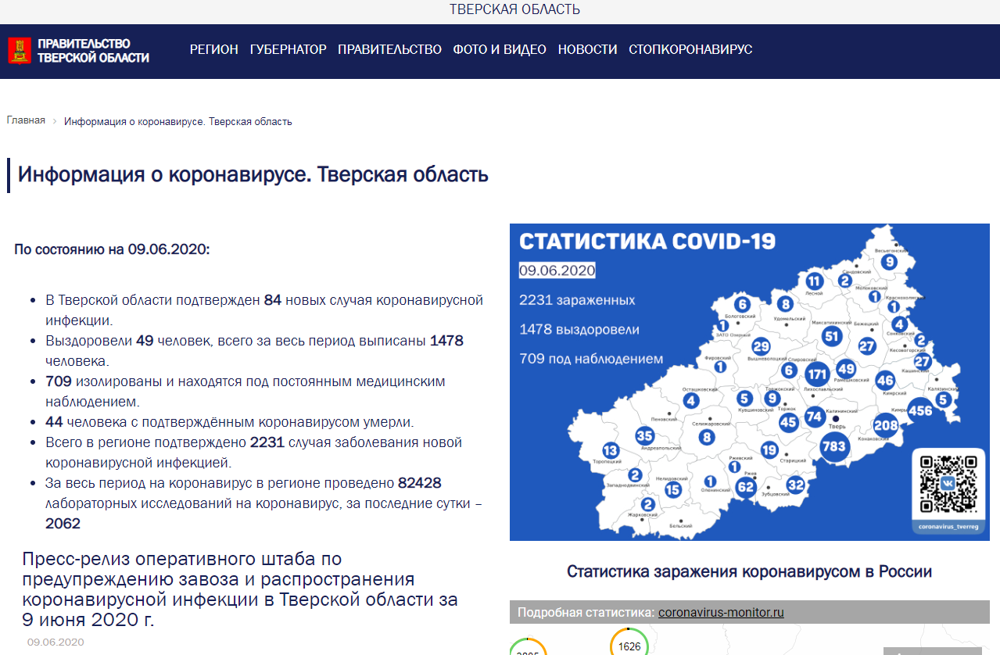 ТВЕРСКАЯ ОБЛАСТЬ
ПРАВИТЕЛЬСТВО
ТВЕРСКОЙ ОБЛАСТИ
РЕГИОН ГУБЕРНАТОР ПРАВИТЕЛЬСТВО ФОТО И ВИДЕО НОВОСТИ СТОПКОРОНАВИРУС
Главная › Информация о коронавирусе. Тверская область
Информация о коронавирусе. Тверская область
По состоянию на 09.06.2020:
• В Тверской области подтвержден 84 новых случая коронавирусной
инфекции.
• Выздоровели 49 человек, всего за весь период выписаны 1478
человека.
• 709 изолированы и находятся под постоянным медицинским
наблюдением.
• 44 человека с подтверждённым коронавирусом умерли.
• Всего в регионе подтверждено 2231 случая заболевания новой
коронавирусной инфекцией.
• За весь период на коронавирус в регионе проведено 82428
лабораторных исследований на коронавирус, за последние сутки –
2062
Пресс-релиз оперативного штаба по
предупреждению завоза и распространения
коронавирусной инфекции в Тверской области за
9 июня 2020 г.
09.06.2020
СТАТИСТИКА COVID-19
09.06.2020
2231 зараженных
1478 выздоровели
709 под наблюдением
Весьегонский
9
Сандовский
2
11
Лесной
Молоковский
1
Краснохолмский
1
6
Бологовский
8
Удомельский
1
ЗАТО Озерный
Максатихинский
51
Бежецкий
27
4
Сонковский
2
Кесовогорский
29
Вышневолоцкий
Фировский
1
Спировский
6
171
Лихославльский
49
Рамешковский
27
Кашинский
46
Кимрский
Калязинский
5
Осташковский
4
5
Кувшиновский
Торжокский
9
Торжок
45
74
Калининский
Тверь
783
Кимры
456
208
Конаковский
Пеновский
35
Андреапольский
Селижаровский
8
13
Торопецкий
19
Старицкий
Ржевский
1
Ржев
62
32
Зубцовский
2
Западнодвинский
Нелидовский
15
1
Оленинский
2
Жарковский
Бельский
coronavirus_tverreg
Статистика заражения коронавирусом в России
Подробная статистика: coronavirus-monitor.ru
1626